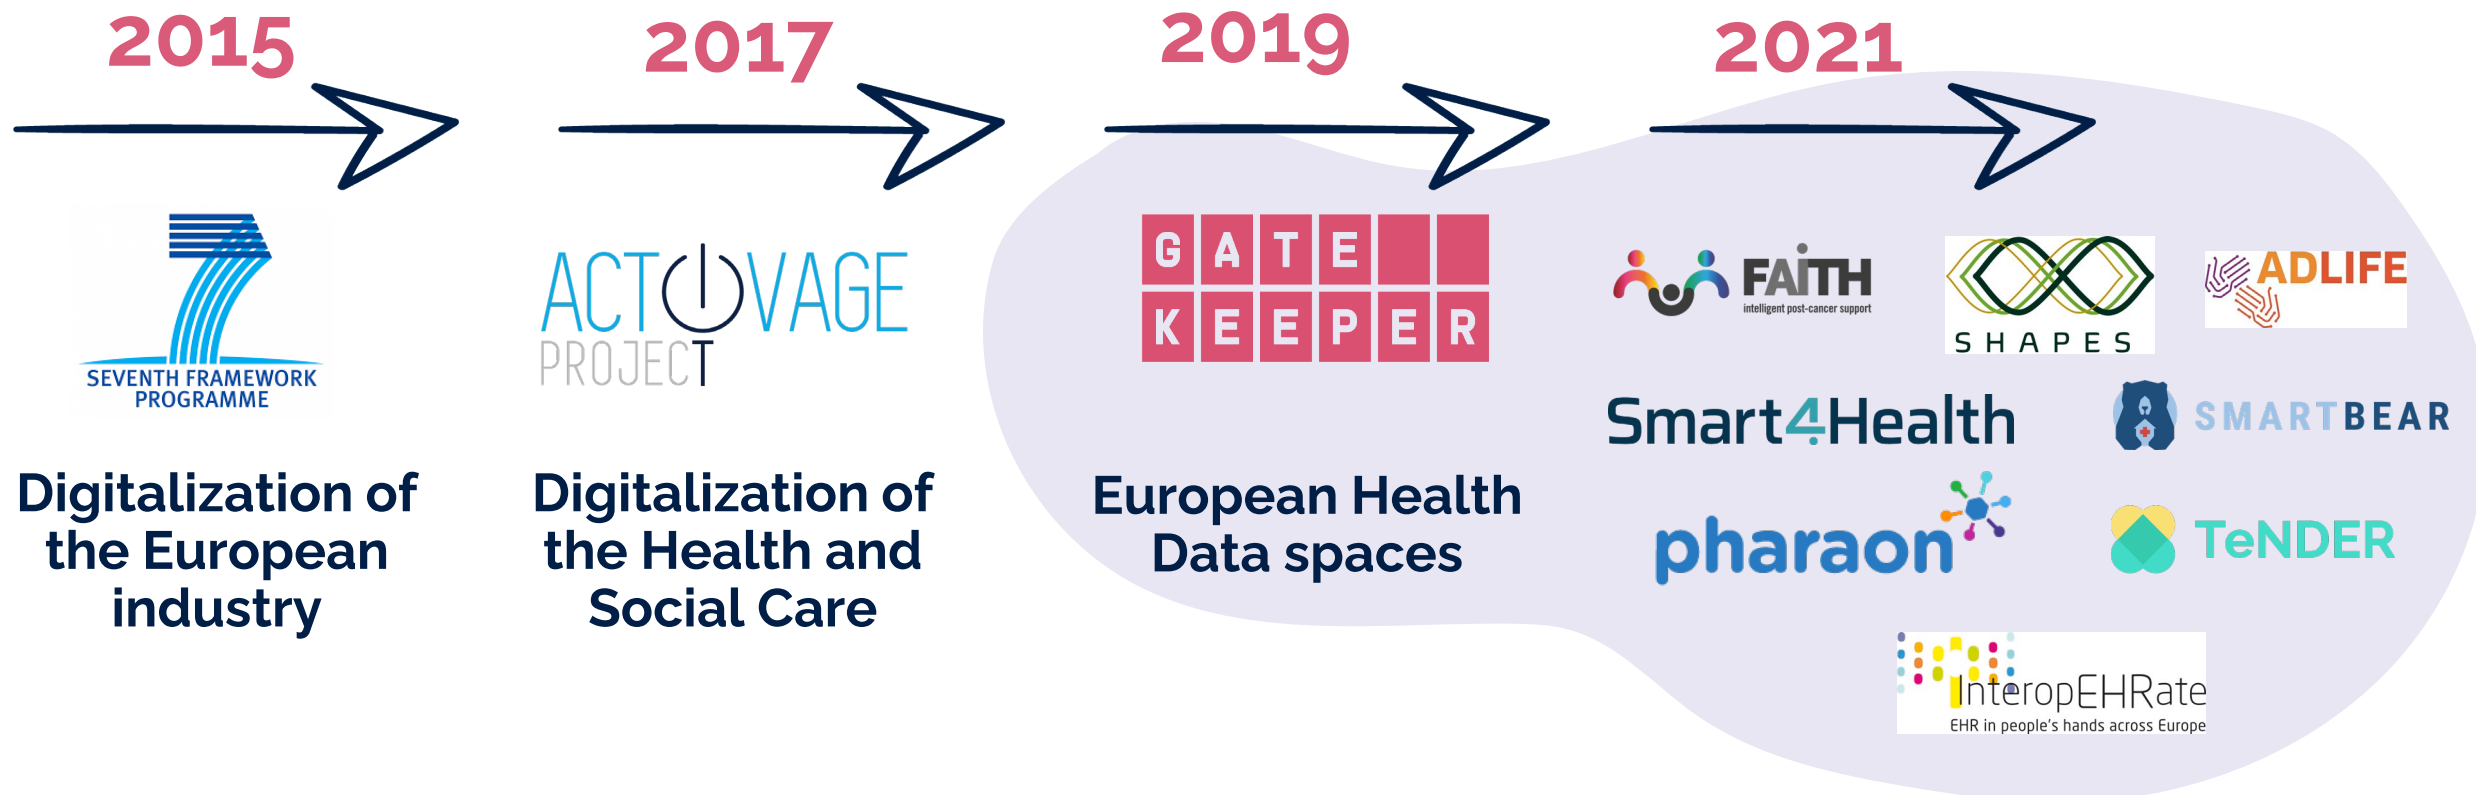 2015
2017
2019
2021
SEVENTH FRAMEWORK
PROGRAMME
Digitalization of
the European
industry
ACTIVAGE
PROJECT
Digitalization of
the Health and
Social Care
GATE
KEEPER
European Health
Data spaces
FAiTH
intelligent post-cancer support
SHAPES
ADLIFE
Smart4Health
SMARTBEAR
pharaon
TeNDER
InteropEHRate
EHR in people's hands across Europe